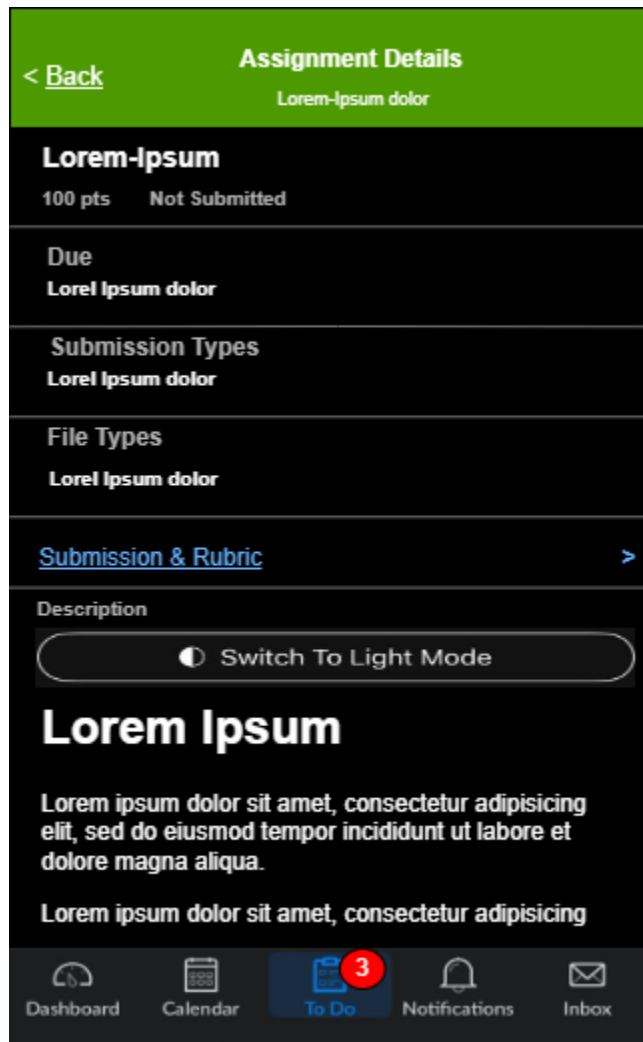 Assignment Details
< Back
Lorem-Ipsum dolor
Lorem-Ipsum
100 pts Not Submitted
Due
Lorel Ipsum dolor
Submission Types
Lorel Ipsum dolor
File Types
Lorel Ipsum dolor
Submission & Rubric >
Description
Switch To Light Mode
Lorem Ipsum
Lorem ipsum dolor sit amet, consectetur adipisicing
elit, sed do eiusmod tempor incididunt ut labore et
dolore magna aliqua.
Lorem ipsum dolor sit amet, consectetur adipisicing
3
Dashboard Calendar To Do Notifications Inbox